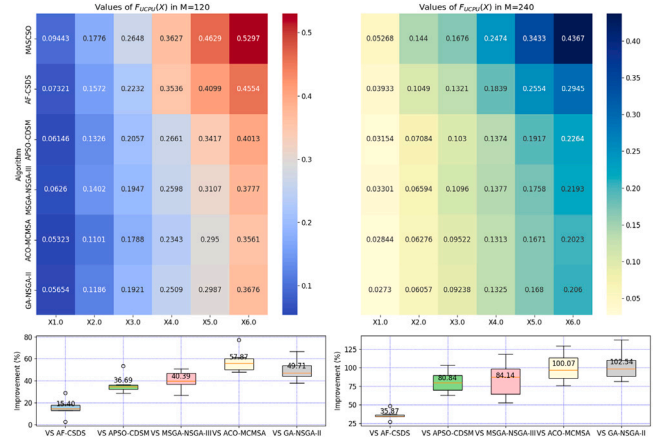 Values of F_UCPU(X) in M=120
Values of F_UCPU(X) in M=240
Algorithm
MASCSO 0.09443 0.1776 0.2648 0.3627 0.4629 0.5297
AF-CSDS 0.07321 0.1572 0.2232 0.3536 0.4099 0.4554
APSO-CDSM 0.06146 0.1326 0.2057 0.2661 0.3417 0.4013
MSGA-NSGA-III 0.0626 0.1402 0.1947 0.2598 0.3107 0.3777
ACO-MCMSA 0.05323 0.1101 0.1788 0.2343 0.295 0.3561
GA-NSGA-II 0.05654 0.1186 0.1921 0.2509 0.2987 0.3676
X1.0 X2.0 X3.0 X4.0 X5.0 X6.0
0.5
0.4
0.3
0.2
0.1
0.05268 0.144 0.1676 0.2474 0.3433 0.4367
0.03933 0.1049 0.1321 0.1839 0.2554 0.2945
0.03154 0.07084 0.103 0.1374 0.1917 0.2264
0.03301 0.06594 0.1096 0.1377 0.1758 0.2193
0.02844 0.06276 0.09522 0.1313 0.1671 0.2023
0.0273 0.06057 0.09238 0.1325 0.168 0.206
X1.0 X2.0 X3.0 X4.0 X5.0 X6.0
0.40
0.35
0.30
0.25
0.20
0.15
0.10
0.05
Improvement (%)
80
60
40
20
0
15.40 36.69 40.39 57.87 49.71
VS AF-CSDS VS APSO-CDSM VS MSGA-NSGA-III VS ACO-MCMSA VS GA-NSGA-II
Improvement (%)
125
100
75
50
25
35.87 80.84 84.14 100.07 102.54
VS AF-CSDS VS APSO-CDSM VS MSGA-NSGA-III VS ACO-MCMSA VS GA-NSGA-II